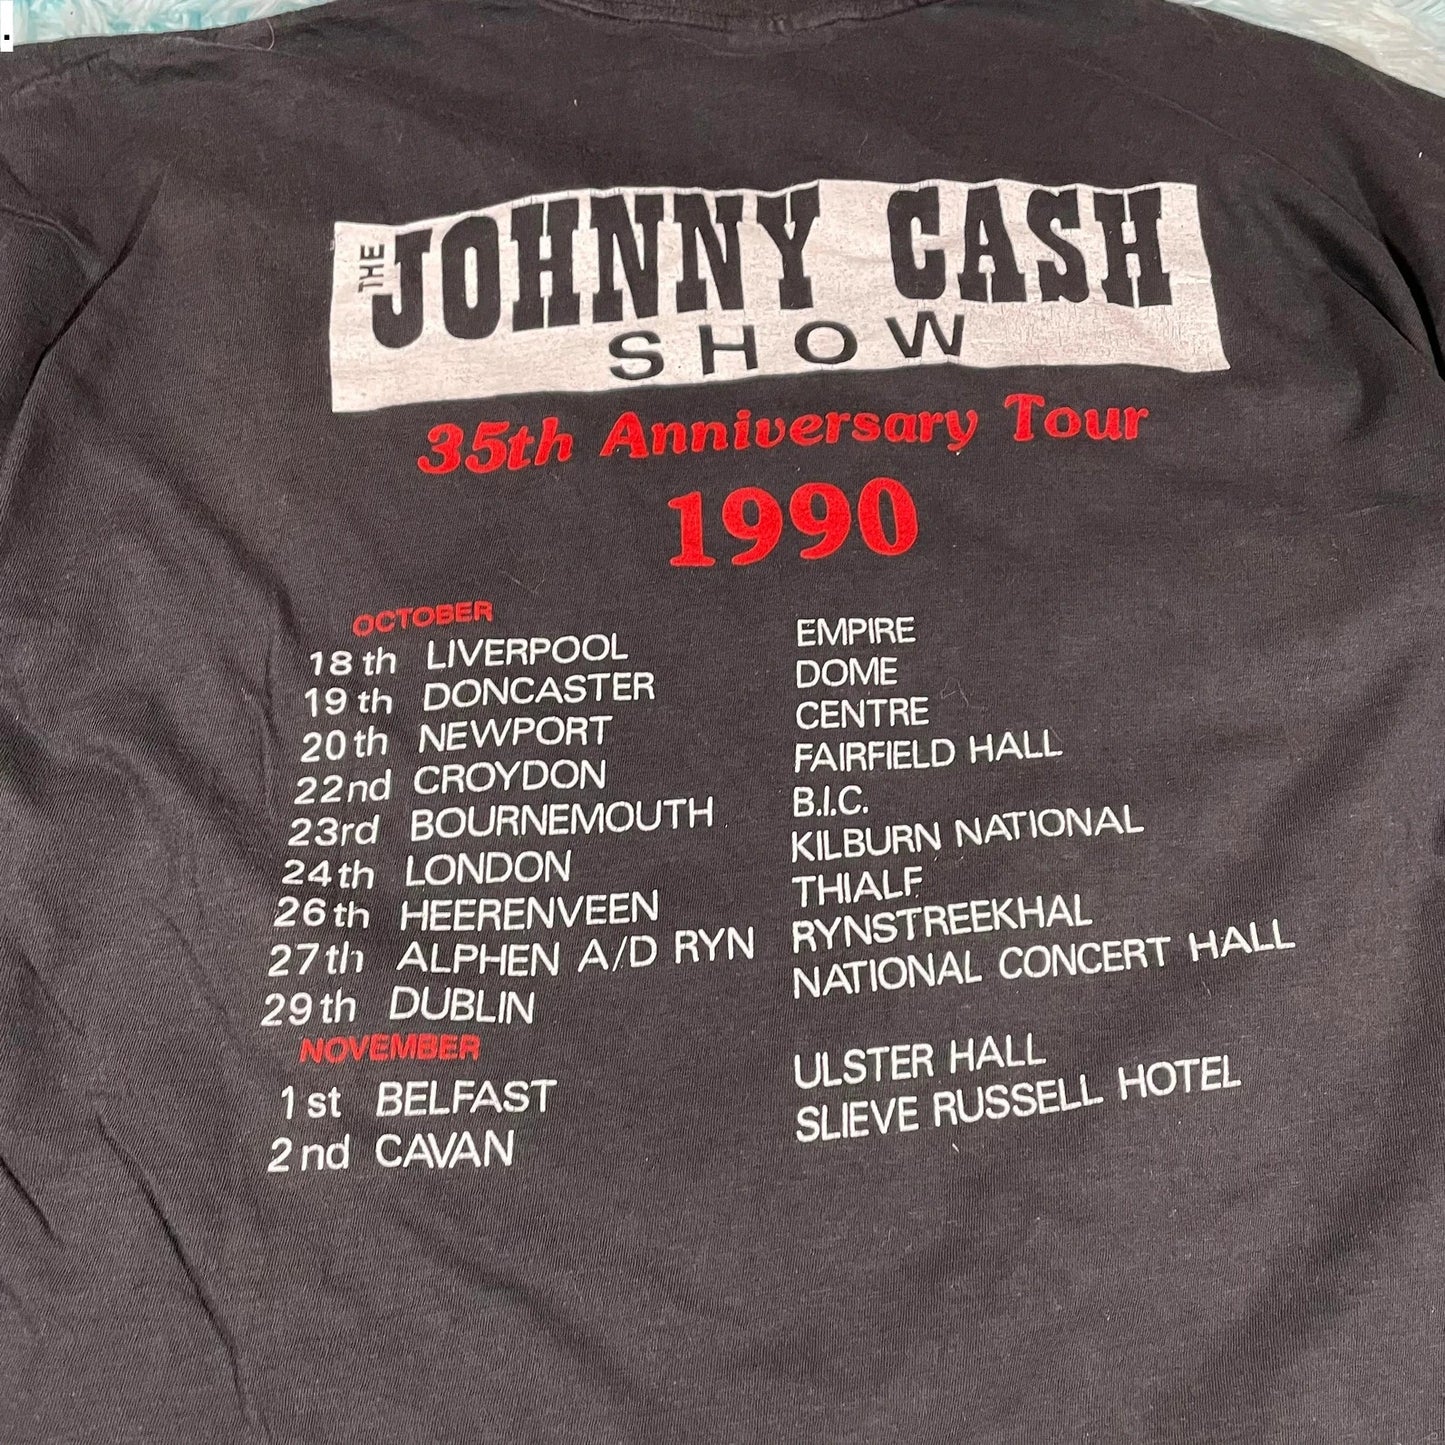 THE JOHNNY CASH
SHOW
35th Anniversary Tour
1990
OCTOBER
18th LIVERPOOL EMPIRE
19th DONCASTER DOME
20th NEWPORT CENTRE
22nd CROYDON FAIRFIELD HALL
23rd BOURNEMOUTH B.I.C.
24th LONDON KILBURN NATIONAL
26th HEERENVEEN THIALF
27th ALPHEN A/D RYN RYNSTREEKHAL
29th DUBLIN NATIONAL CONCERT HALL
NOVEMBER
1st BELFAST ULSTER HALL
2nd CAVAN SLIEVE RUSSELL HOTEL